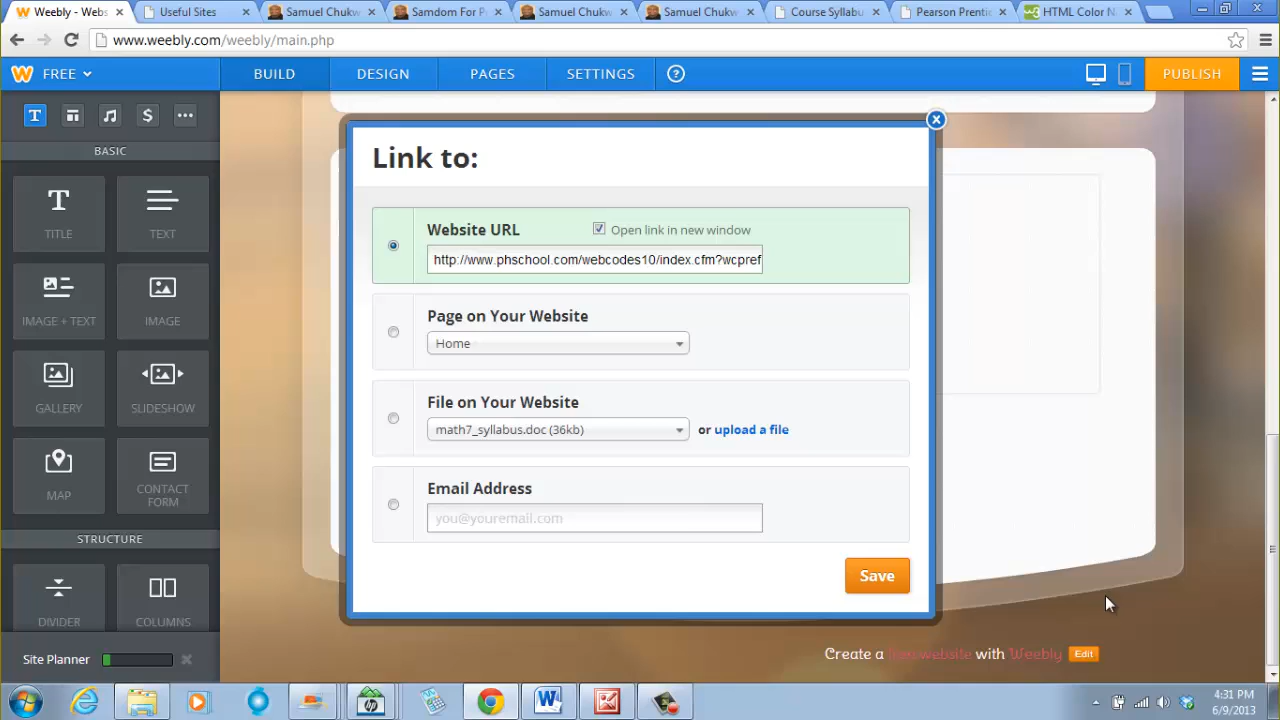 Weebly - Webs
Useful Sites
Samuel Chukw
Samdom For P
Samuel Chukw
Samuel Chukw
Course Syllabu
Pearson Prentic
HTML Color N
www.weebly.com/weebly/main.php
FREE
BUILD
DESIGN
PAGES
SETTINGS
?
PUBLISH
BASIC
TITLE
TEXT
IMAGE + TEXT
IMAGE
GALLERY
SLIDESHOW
MAP
CONTACT
FORM
STRUCTURE
DIVIDER
COLUMNS
Site Planner
Link to:
Website URL
Open link in new window
http://www.phschool.com/webcodes10/index.cfm?wcpref
Page on Your Website
Home
File on Your Website
math7_syllabus.doc (36kb)
or upload a file
Email Address
you@youremail.com
Save
Create a free website with Weebly
Edit
4:31 PM
6/9/2013